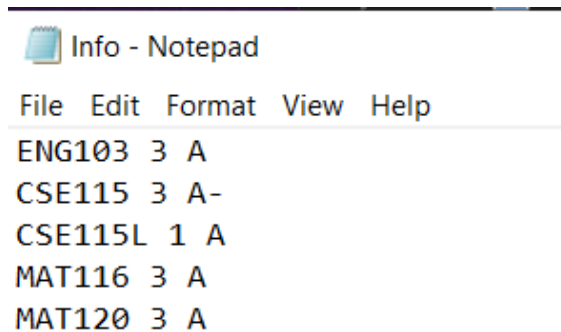 Info - Notepad
File Edit Format View Help
ENG103 3 A
CSE115 3 A-
CSE115L 1 A
MAT116 3 A
MAT120 3 A